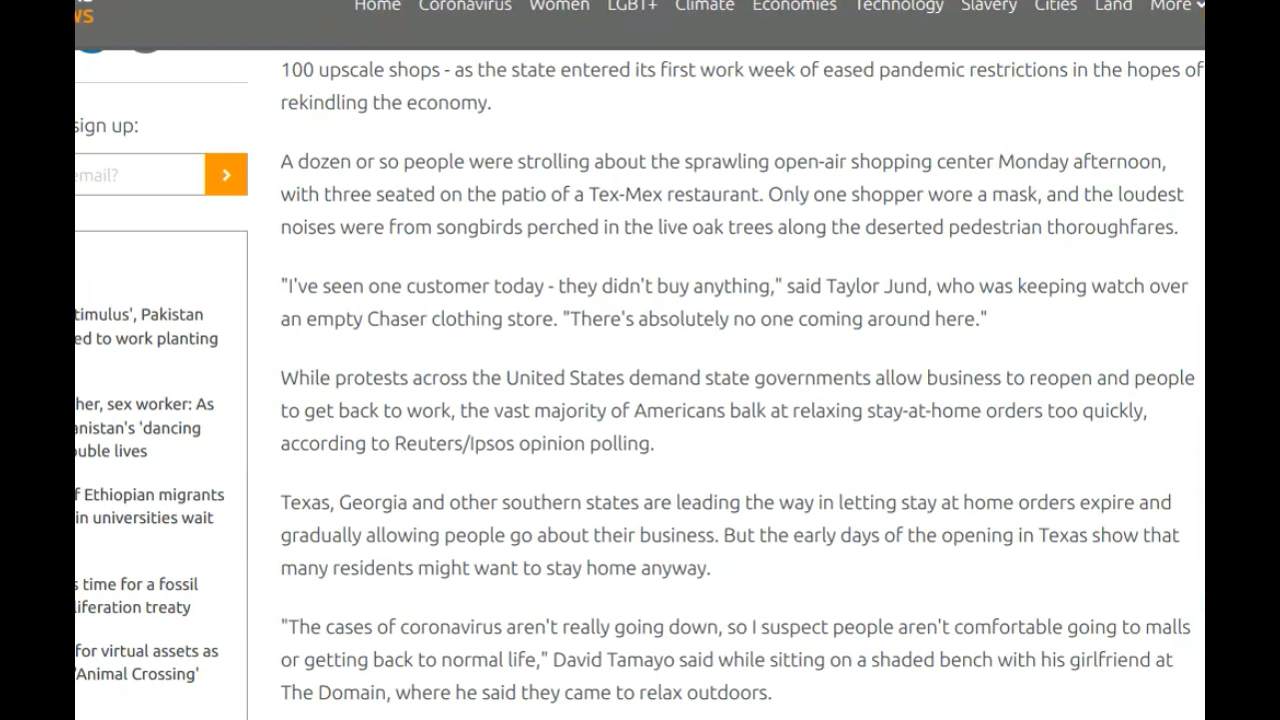 WS
Home Coronavirus Women LGBT+ Climate Economies Technology Slavery Cities Land More
sign up:
email?
timulus', Pakistan
ed to work planting
her, sex worker: As
anistan's 'dancing
ouble lives
f Ethiopian migrants
in universities wait
s time for a fossil
liferation treaty
for virtual assets as
'Animal Crossing'
100 upscale shops - as the state entered its first work week of eased pandemic restrictions in the hopes of
rekindling the economy.
A dozen or so people were strolling about the sprawling open-air shopping center Monday afternoon,
with three seated on the patio of a Tex-Mex restaurant. Only one shopper wore a mask, and the loudest
noises were from songbirds perched in the live oak trees along the deserted pedestrian thoroughfares.
"I've seen one customer today - they didn't buy anything," said Taylor Jund, who was keeping watch over
an empty Chaser clothing store. "There's absolutely no one coming around here."
While protests across the United States demand state governments allow business to reopen and people
to get back to work, the vast majority of Americans balk at relaxing stay-at-home orders too quickly,
according to Reuters/Ipsos opinion polling.
Texas, Georgia and other southern states are leading the way in letting stay at home orders expire and
gradually allowing people go about their business. But the early days of the opening in Texas show that
many residents might want to stay home anyway.
"The cases of coronavirus aren't really going down, so I suspect people aren't comfortable going to malls
or getting back to normal life," David Tamayo said while sitting on a shaded bench with his girlfriend at
The Domain, where he said they came to relax outdoors.